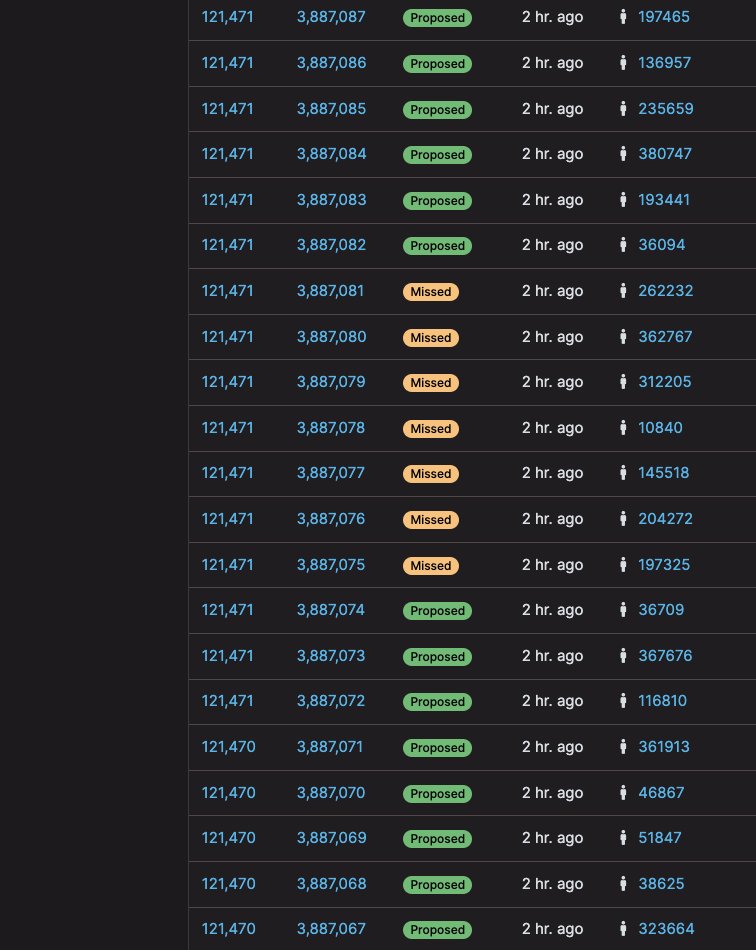 121,471 3,887,087 Proposed 2 hr. ago 197465
121,471 3,887,086 Proposed 2 hr. ago 136957
121,471 3,887,085 Proposed 2 hr. ago 235659
121,471 3,887,084 Proposed 2 hr. ago 380747
121,471 3,887,083 Proposed 2 hr. ago 193441
121,471 3,887,082 Proposed 2 hr. ago 36094
121,471 3,887,081 Missed 2 hr. ago 262232
121,471 3,887,080 Missed 2 hr. ago 362767
121,471 3,887,079 Missed 2 hr. ago 312205
121,471 3,887,078 Missed 2 hr. ago 10840
121,471 3,887,077 Missed 2 hr. ago 145518
121,471 3,887,076 Missed 2 hr. ago 204272
121,471 3,887,075 Missed 2 hr. ago 197325
121,471 3,887,074 Proposed 2 hr. ago 36709
121,471 3,887,073 Proposed 2 hr. ago 367676
121,471 3,887,072 Proposed 2 hr. ago 116810
121,470 3,887,071 Proposed 2 hr. ago 361913
121,470 3,887,070 Proposed 2 hr. ago 46867
121,470 3,887,069 Proposed 2 hr. ago 51847
121,470 3,887,068 Proposed 2 hr. ago 38625
121,470 3,887,067 Proposed 2 hr. ago 323664